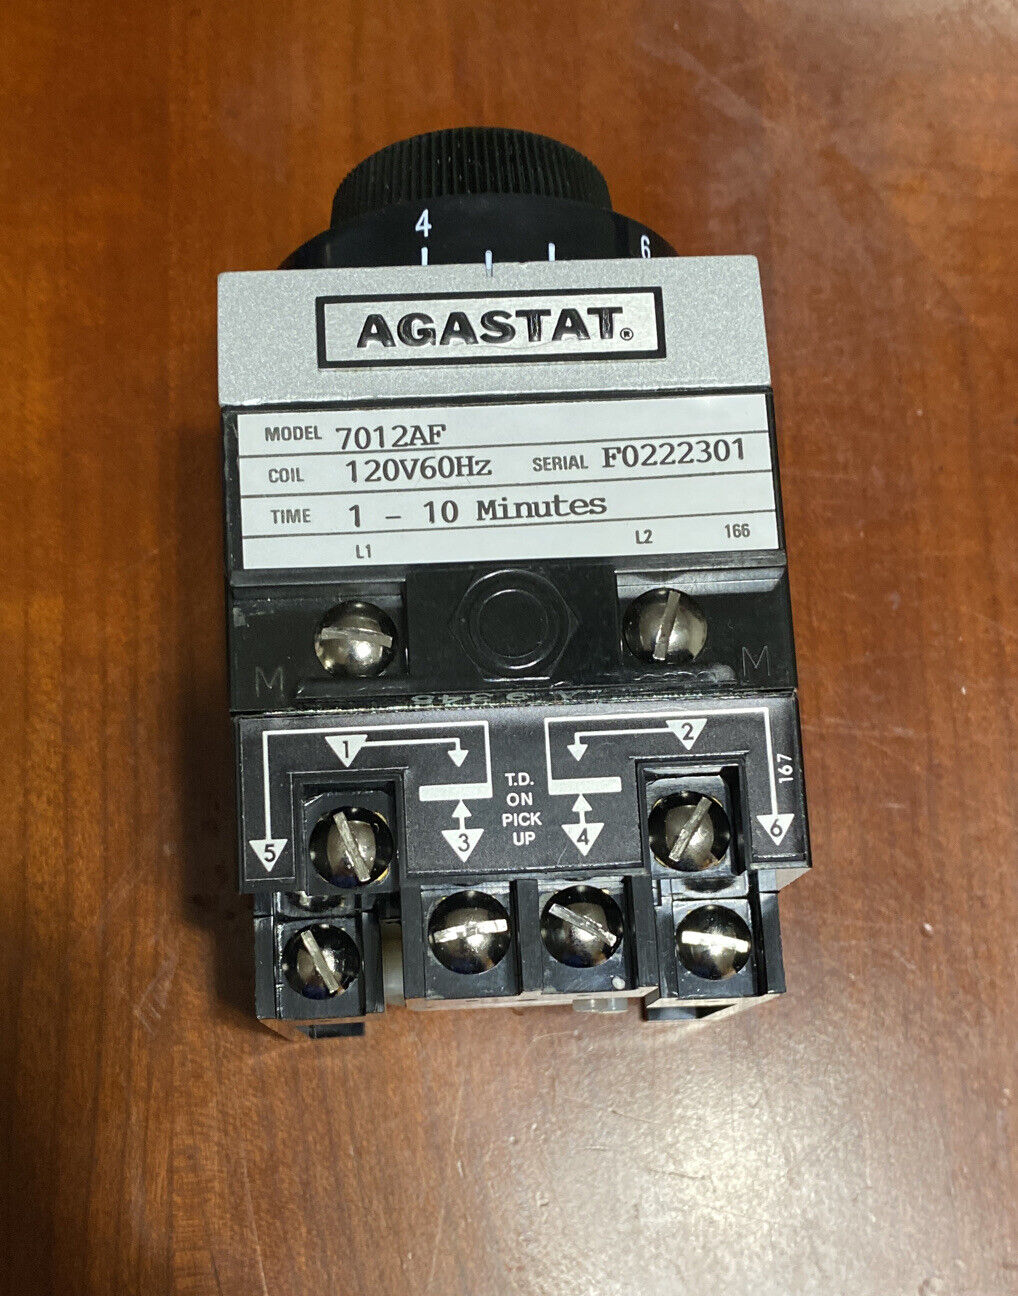 4 6
AGASTAT®
MODEL 7012AF
COIL 120V60Hz SERIAL F0222301
TIME 1 - 10 Minutes
L1 L2 166
M M
1 2
T.D.
ON
PICK
UP
167
5 3 4 6